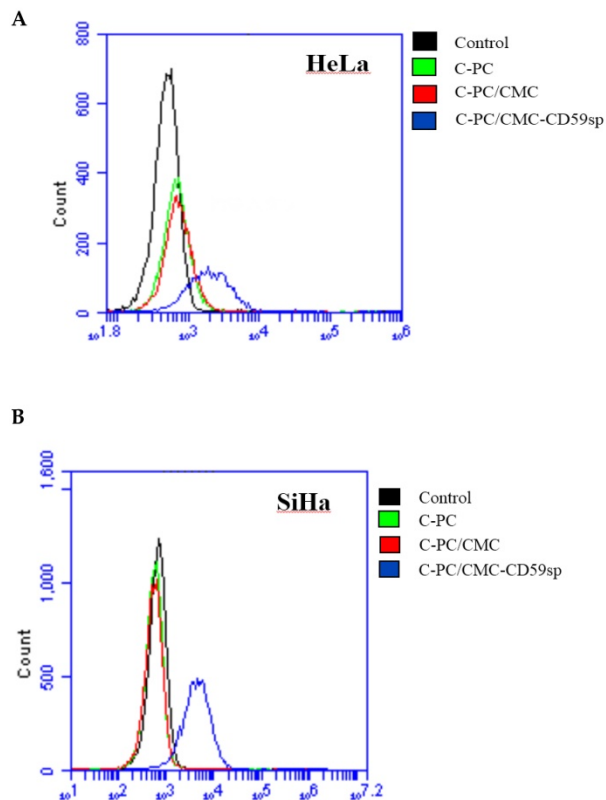 A
HeLa
Control
C-PC
C-PC/CMC
C-PC/CMC-CD59sp
Count
800
600
400
200
0
10^1.8 10^3 10^4 10^5 10^6
B
SiHa
Control
C-PC
C-PC/CMC
C-PC/CMC-CD59sp
Count
1,600
1,000
500
0
10^1 10^2 10^3 10^4 10^5 10^6 10^7.2